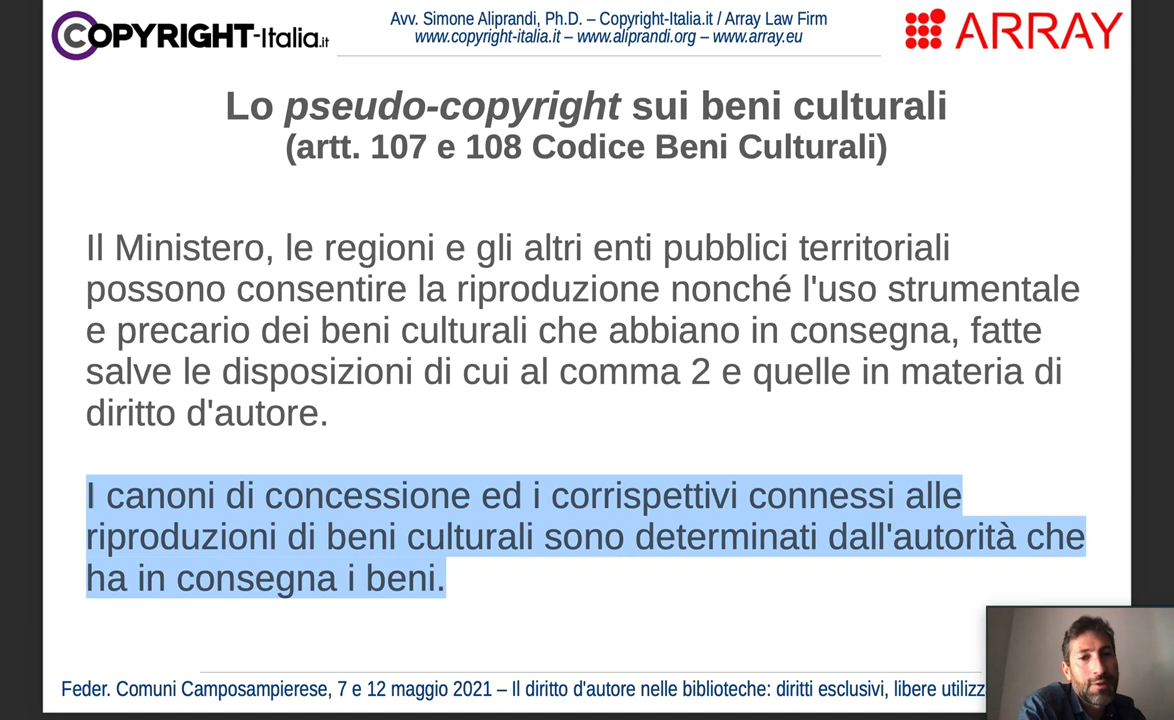 COPYRIGHT-Italia.it
Avv. Simone Aliprandi, Ph.D. – Copyright-Italia.it / Array Law Firm
www.copyright-italia.it – www.aliprandi.org – www.array.eu
ARRAY
Lo pseudo-copyright sui beni culturali
(artt. 107 e 108 Codice Beni Culturali)
Il Ministero, le regioni e gli altri enti pubblici territoriali
possono consentire la riproduzione nonché l'uso strumentale
e precario dei beni culturali che abbiano in consegna, fatte
salve le disposizioni di cui al comma 2 e quelle in materia di
diritto d'autore.
I canoni di concessione ed i corrispettivi connessi alle
riproduzioni di beni culturali sono determinati dall'autorità che
ha in consegna i beni.
Feder. Comuni Camposampierese, 7 e 12 maggio 2021 – Il diritto d'autore nelle biblioteche: diritti esclusivi, libere utilizz